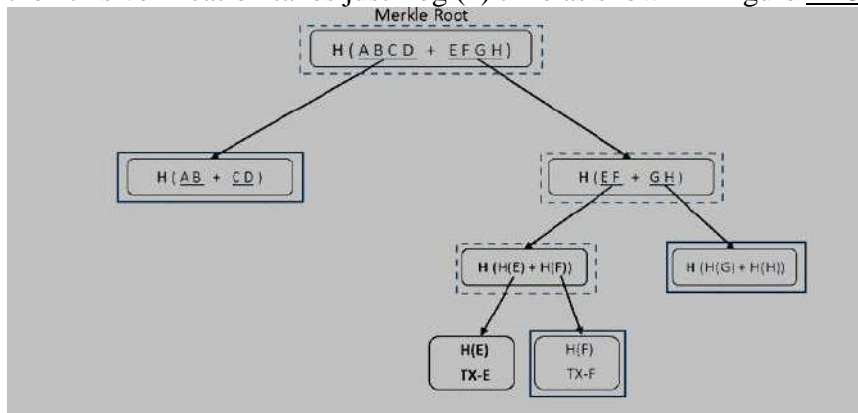 Merkle Root
H(ABCD + EFGH)
H(AB + CD)
H(EF + GH)
H (H(E) + H(F))
H (H(G) + H(H))
H(E)
TX-E
H(F)
TX-F